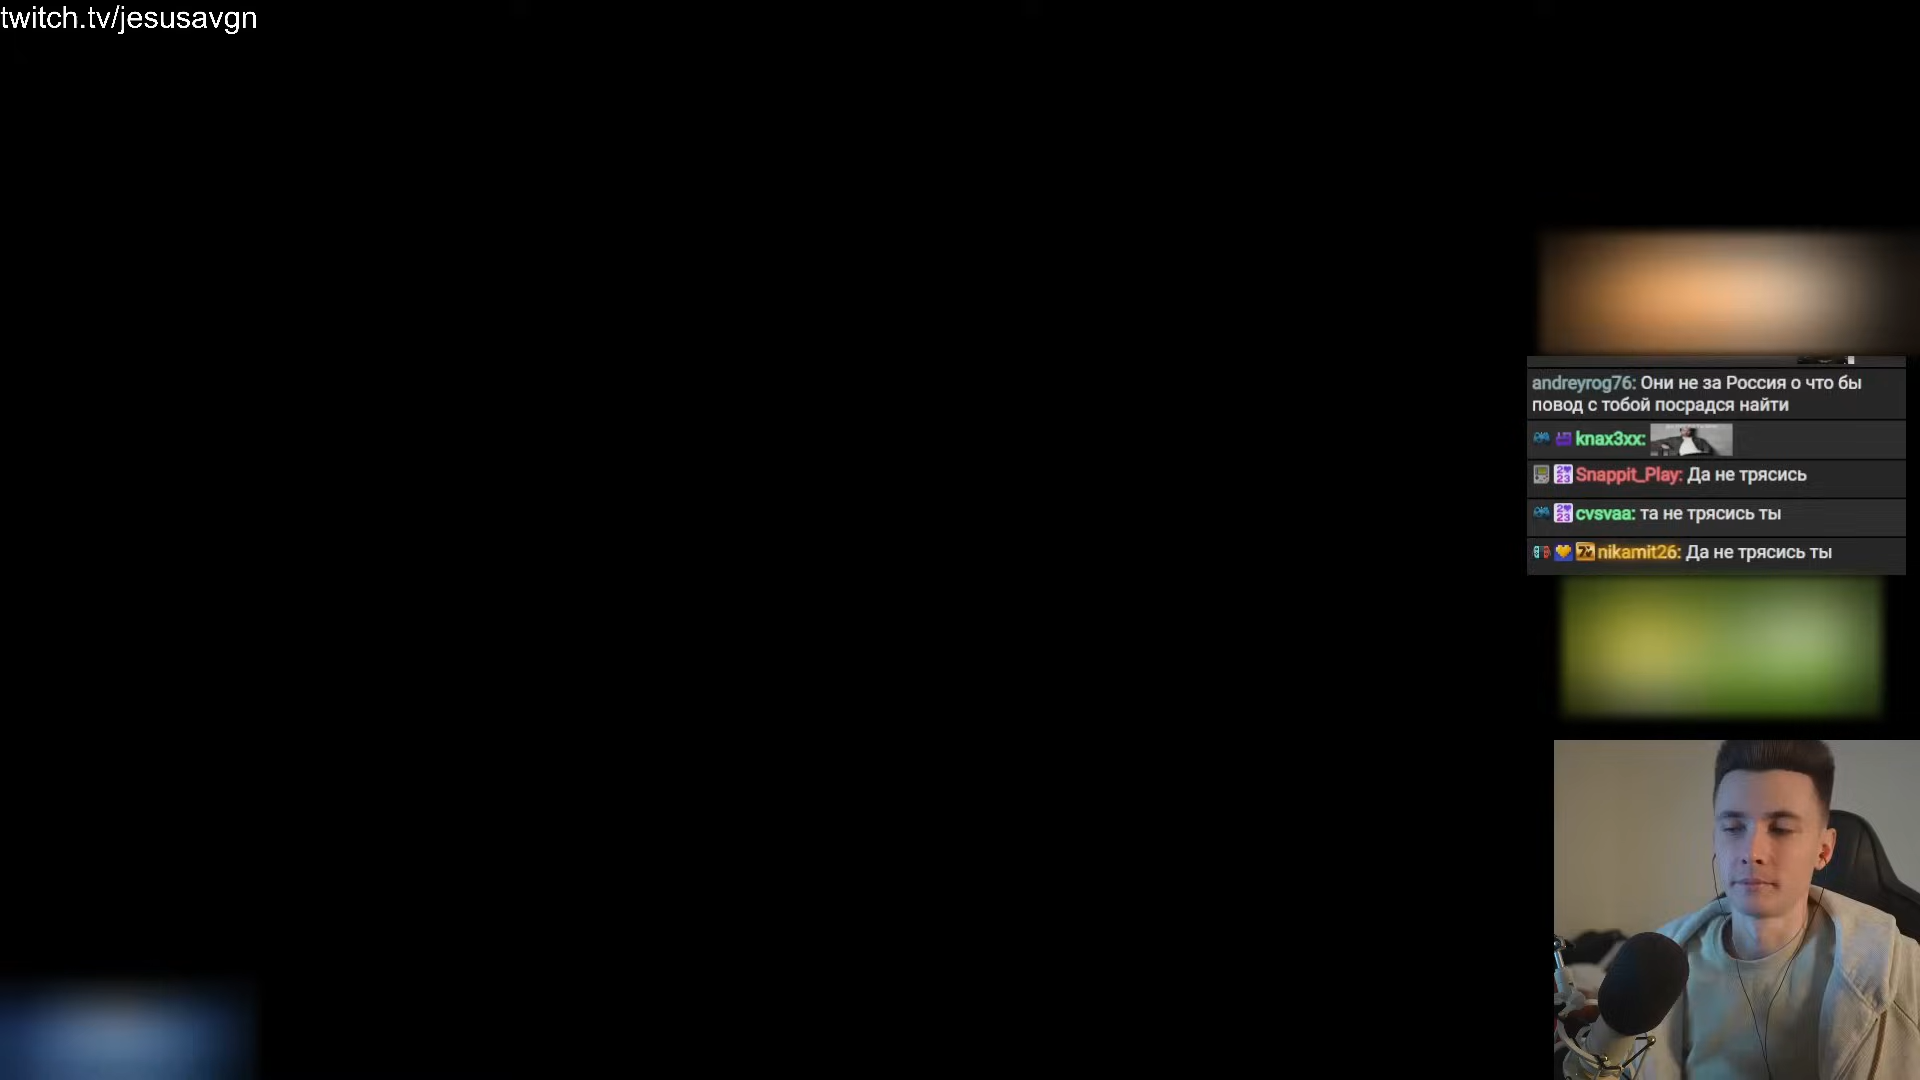 twitch.tv/jesusavgn
andreyrog76: Они не за Россия о что бы
повод с тобой посрадся найти
knax3xx:
Snappit_Play: Да не трясись
cvsvaa: та не трясись ты
nikamit26: Да не трясись ты